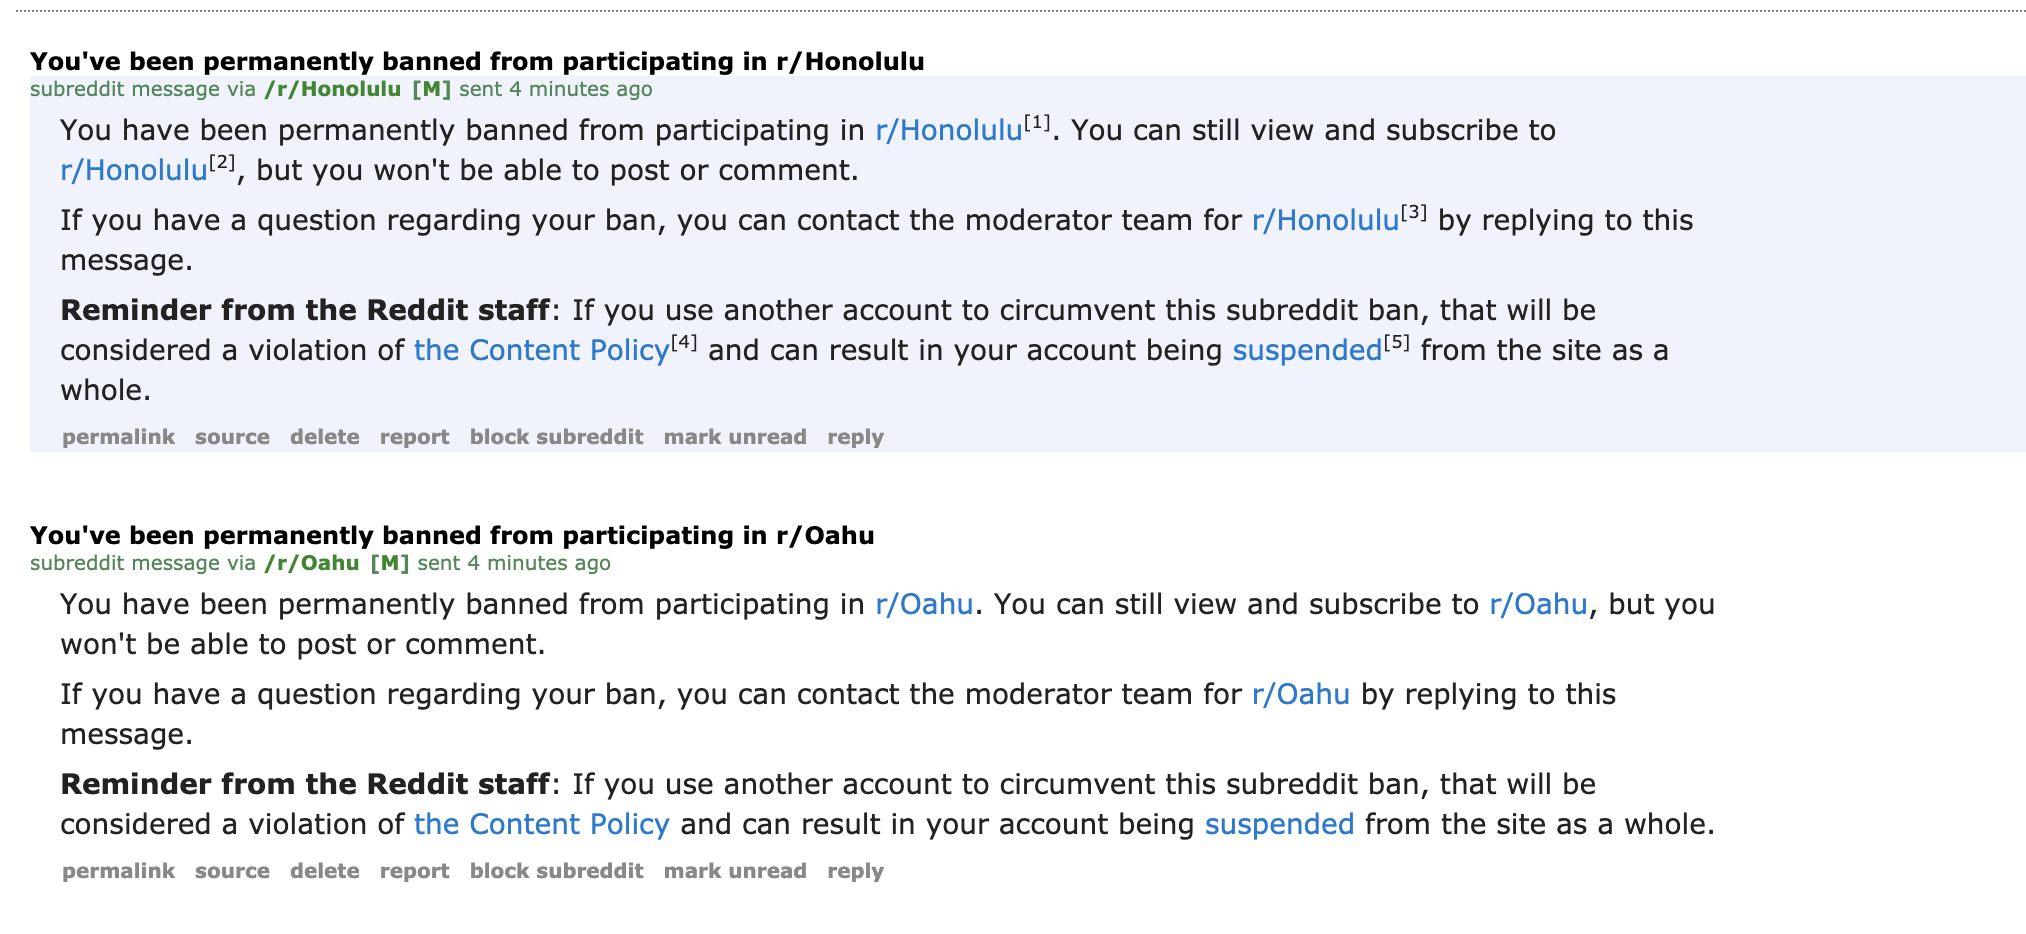 You've been permanently banned from participating in r/Honolulu
subreddit message via /r/Honolulu [M] sent 4 minutes ago
You have been permanently banned from participating in r/Honolulu[1]. You can still view and subscribe to
r/Honolulu[2], but you won't be able to post or comment.
If you have a question regarding your ban, you can contact the moderator team for r/Honolulu[3] by replying to this
message.
Reminder from the Reddit staff: If you use another account to circumvent this subreddit ban, that will be
considered a violation of the Content Policy[4] and can result in your account being suspended[5] from the site as a
whole.
permalink source delete report block subreddit mark unread reply
You've been permanently banned from participating in r/Oahu
subreddit message via /r/Oahu [M] sent 4 minutes ago
You have been permanently banned from participating in r/Oahu. You can still view and subscribe to r/Oahu, but you
won't be able to post or comment.
If you have a question regarding your ban, you can contact the moderator team for r/Oahu by replying to this
message.
Reminder from the Reddit staff: If you use another account to circumvent this subreddit ban, that will be
considered a violation of the Content Policy and can result in your account being suspended from the site as a whole.
permalink source delete report block subreddit mark unread reply